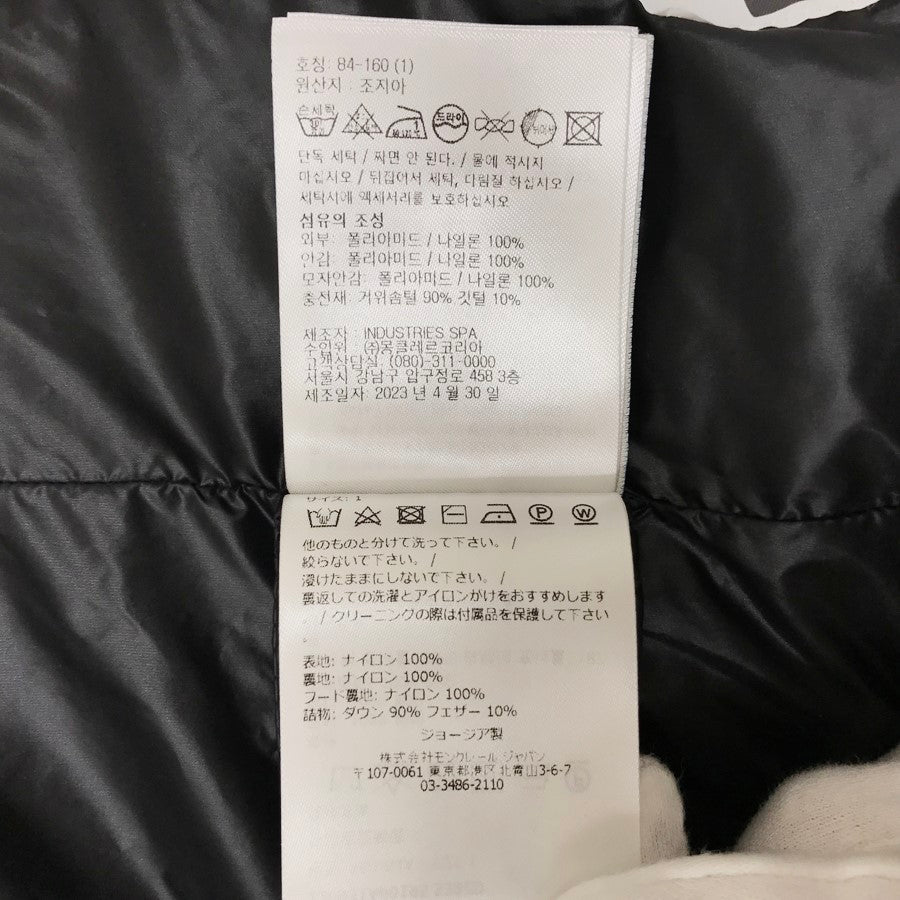 호칭: 84-160 (1)
원산지 : 조지아
손세탁
드라이
단독 세탁 / 짜면 안 된다. / 물에 적시지
마십시오 / 뒤집어서 세탁, 다림질 하십시오 /
세탁시에 액세서리를 보호하십시오
섬유의 조성
외부: 폴리아미드 / 나일론 100%
안감: 폴리아미드 / 나일론 100%
모자안감: 폴리아미드 / 나일론 100%
충전재: 거위솜털 90% 깃털 10%
제조자 : INDUSTRIES SPA
수입원 : ㈜몽클레르코리아
고객상담실. (080)-311-0000
서울시 강남구 압구정로 458 3층
제조일자: 2023 년 4 월 30 일
サイズ: 1
P
W
他のものと分けて洗って下さい。 /
絞らないで下さい。 /
浸けたままにしないで下さい。 /
裏返しての洗濯とアイロンかけをおすすめします
。 / クリーニングの際は付属品を保護して下さい
。
表地: ナイロン 100%
裏地: ナイロン 100%
フード裏地: ナイロン 100%
詰物: ダウン 90% フェザー 10%
ジョージア製
株式会社モンクレール ジャパン
〒107-0061 東京都港区 北青山3-6-7
03-3486-2110